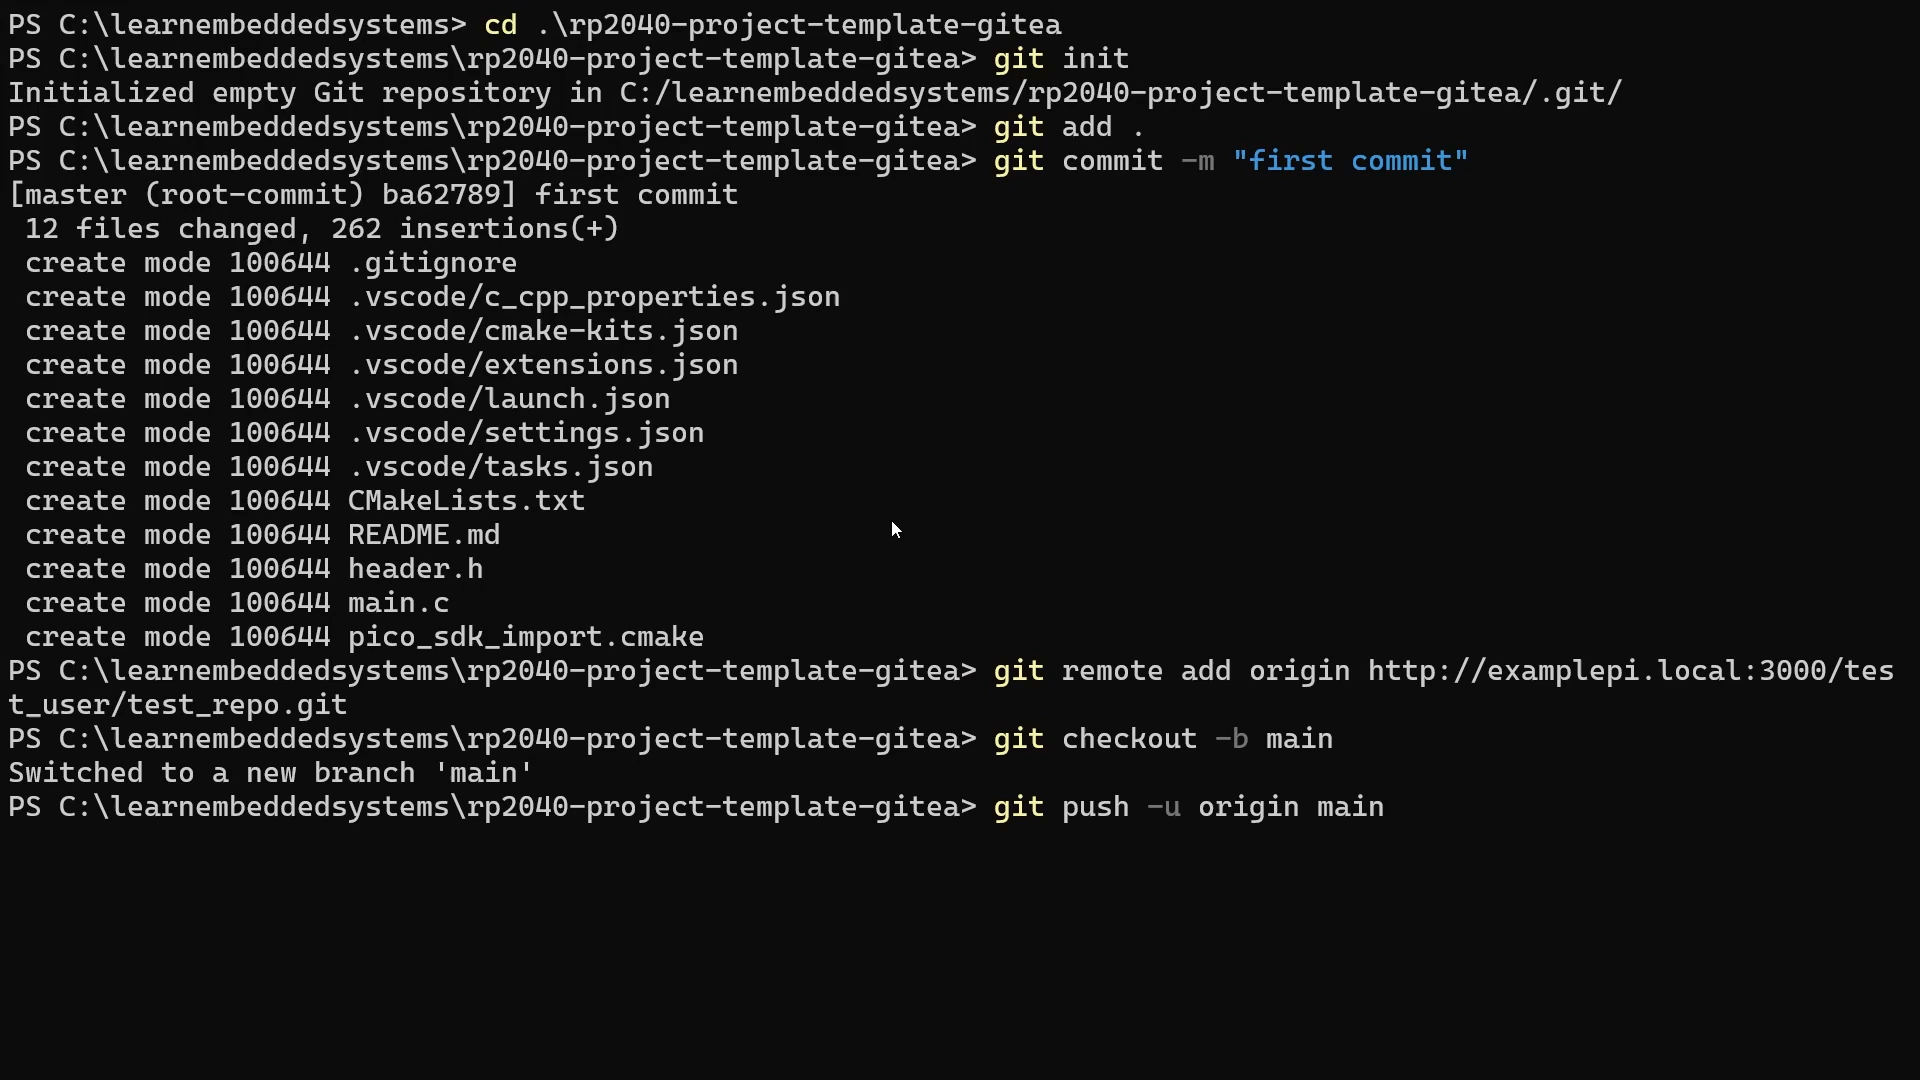 PS C:\learnembeddedsystems> cd .\rp2040-project-template-gitea
PS C:\learnembeddedsystems\rp2040-project-template-gitea> git init
Initialized empty Git repository in C:/learnembeddedsystems/rp2040-project-template-gitea/.git/
PS C:\learnembeddedsystems\rp2040-project-template-gitea> git add .
PS C:\learnembeddedsystems\rp2040-project-template-gitea> git commit -m "first commit"
[master (root-commit) ba62789] first commit
 12 files changed, 262 insertions(+)
 create mode 100644 .gitignore
 create mode 100644 .vscode/c_cpp_properties.json
 create mode 100644 .vscode/cmake-kits.json
 create mode 100644 .vscode/extensions.json
 create mode 100644 .vscode/launch.json
 create mode 100644 .vscode/settings.json
 create mode 100644 .vscode/tasks.json
 create mode 100644 CMakeLists.txt
 create mode 100644 README.md
 create mode 100644 header.h
 create mode 100644 main.c
 create mode 100644 pico_sdk_import.cmake
PS C:\learnembeddedsystems\rp2040-project-template-gitea> git remote add origin http://examplepi.local:3000/tes
t_user/test_repo.git
PS C:\learnembeddedsystems\rp2040-project-template-gitea> git checkout -b main
Switched to a new branch 'main'
PS C:\learnembeddedsystems\rp2040-project-template-gitea> git push -u origin main